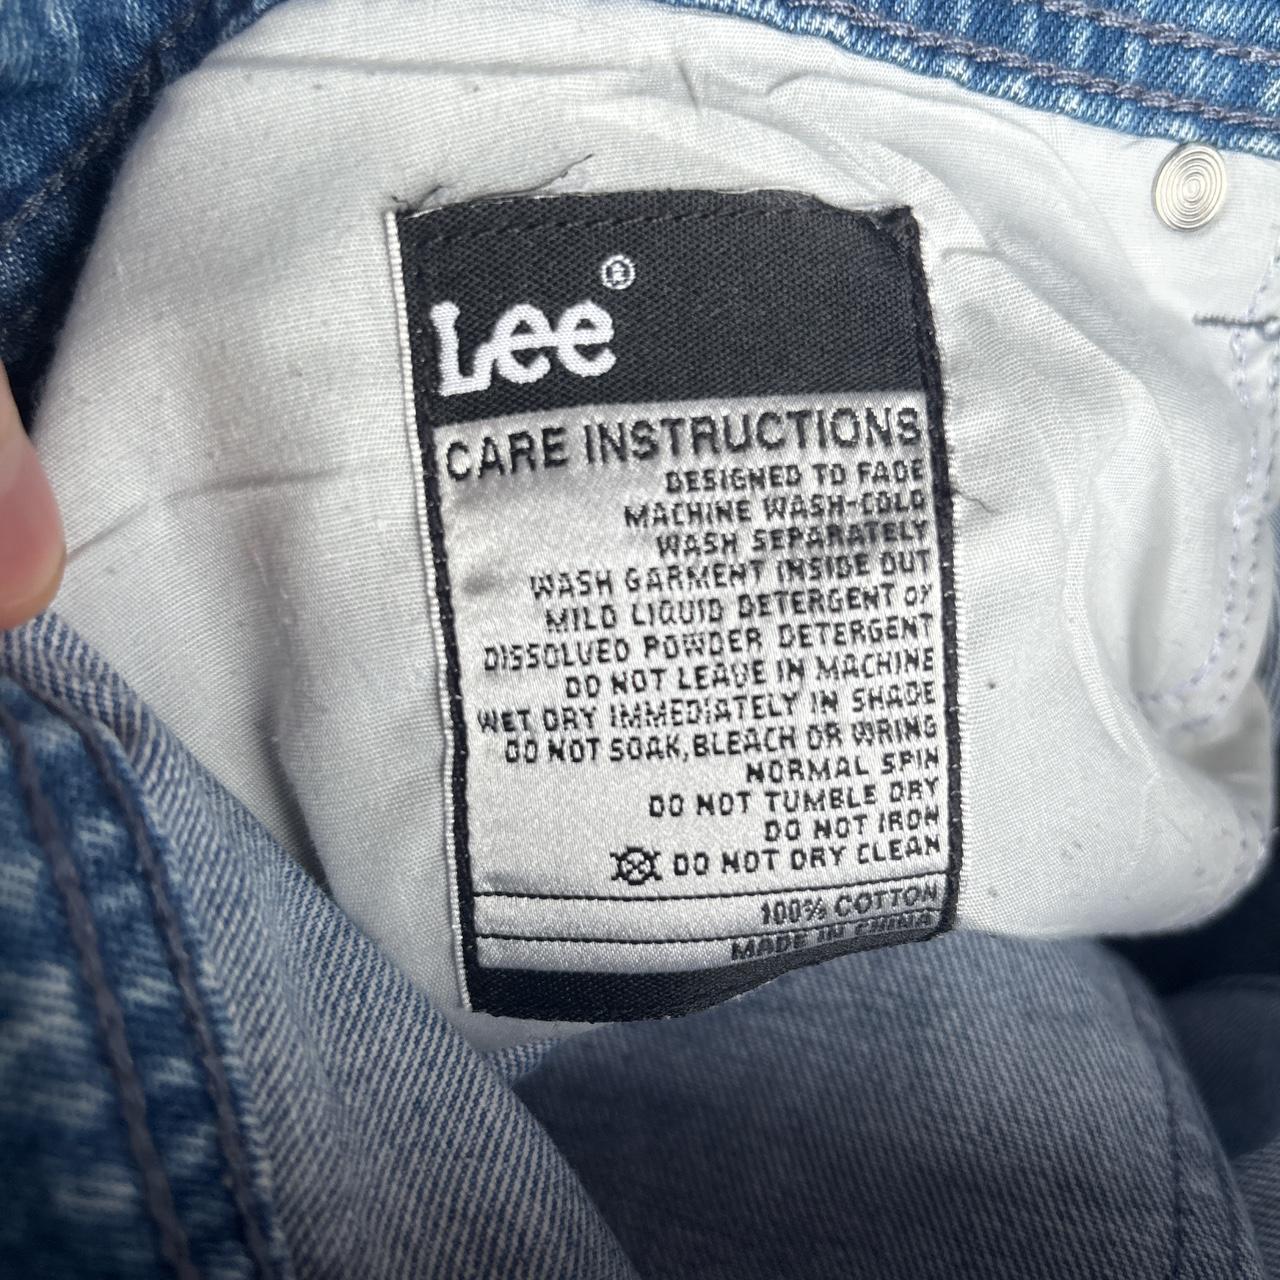 Lee®
CARE INSTRUCTIONS
DESIGNED TO FADE
MACHINE WASH-COLD
WASH SEPARATELY
WASH GARMENT INSIDE OUT
MILD LIQUID DETERGENT OY
DISSOLVED POWDER DETERGENT
DO NOT LEAVE IN MACHINE
WET DRY IMMEDIATELY IN SHADE
DO NOT SOAK,BLEACH OR WRING
NORMAL SPIN
DO NOT TUMBLE DRY
DO NOT IRON
DO NOT DRY CLEAN
100% COTTON
MADE IN CHINA